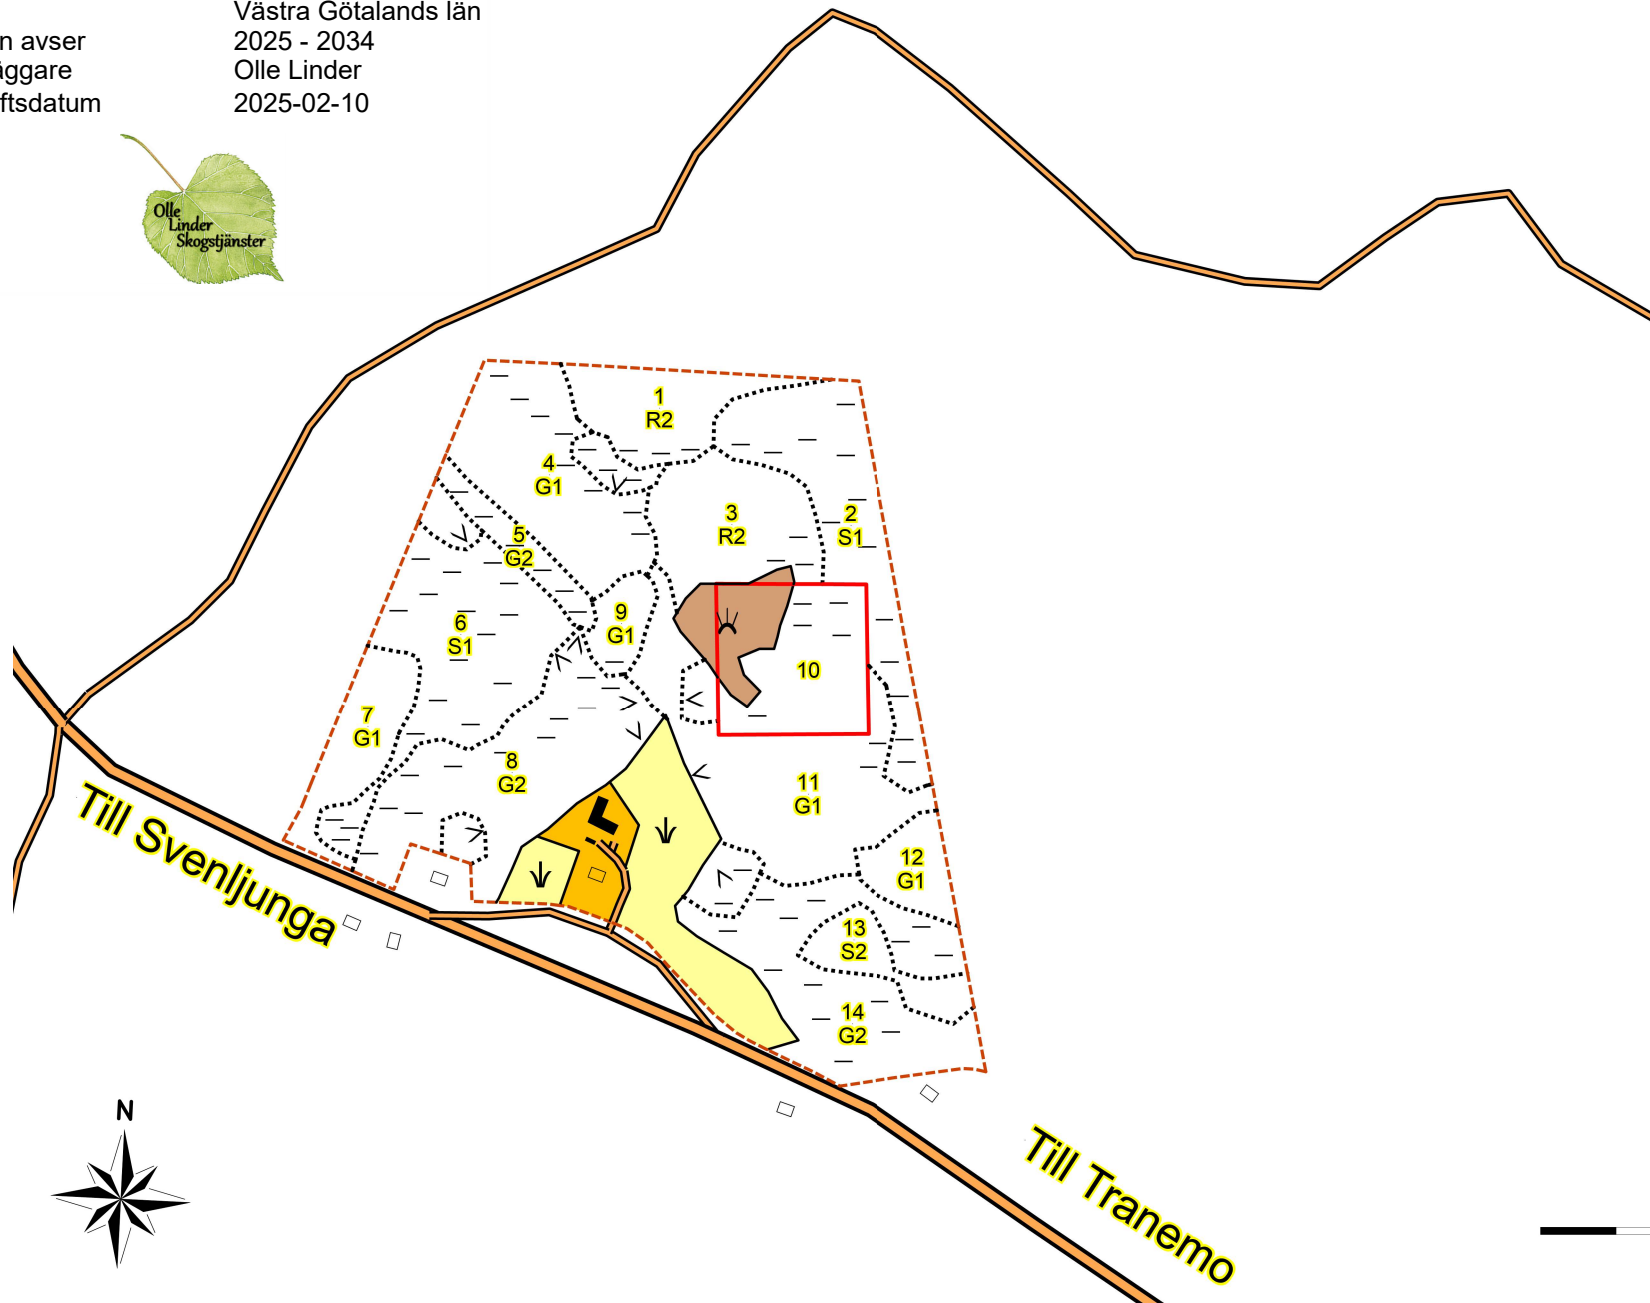 Västra Götalands län
n avser 2025 - 2034
äggare Olle Linder
ftsdatum 2025-02-10
Olle
Linder
Skogstjänster
1
R2
4
G1
3
R2
2
S1
5
G2
9
G1
6
S1
10
7
G1
8
G2
11
G1
12
G1
13
S2
14
G2
Till Svenljunga
Till Tranemo
N